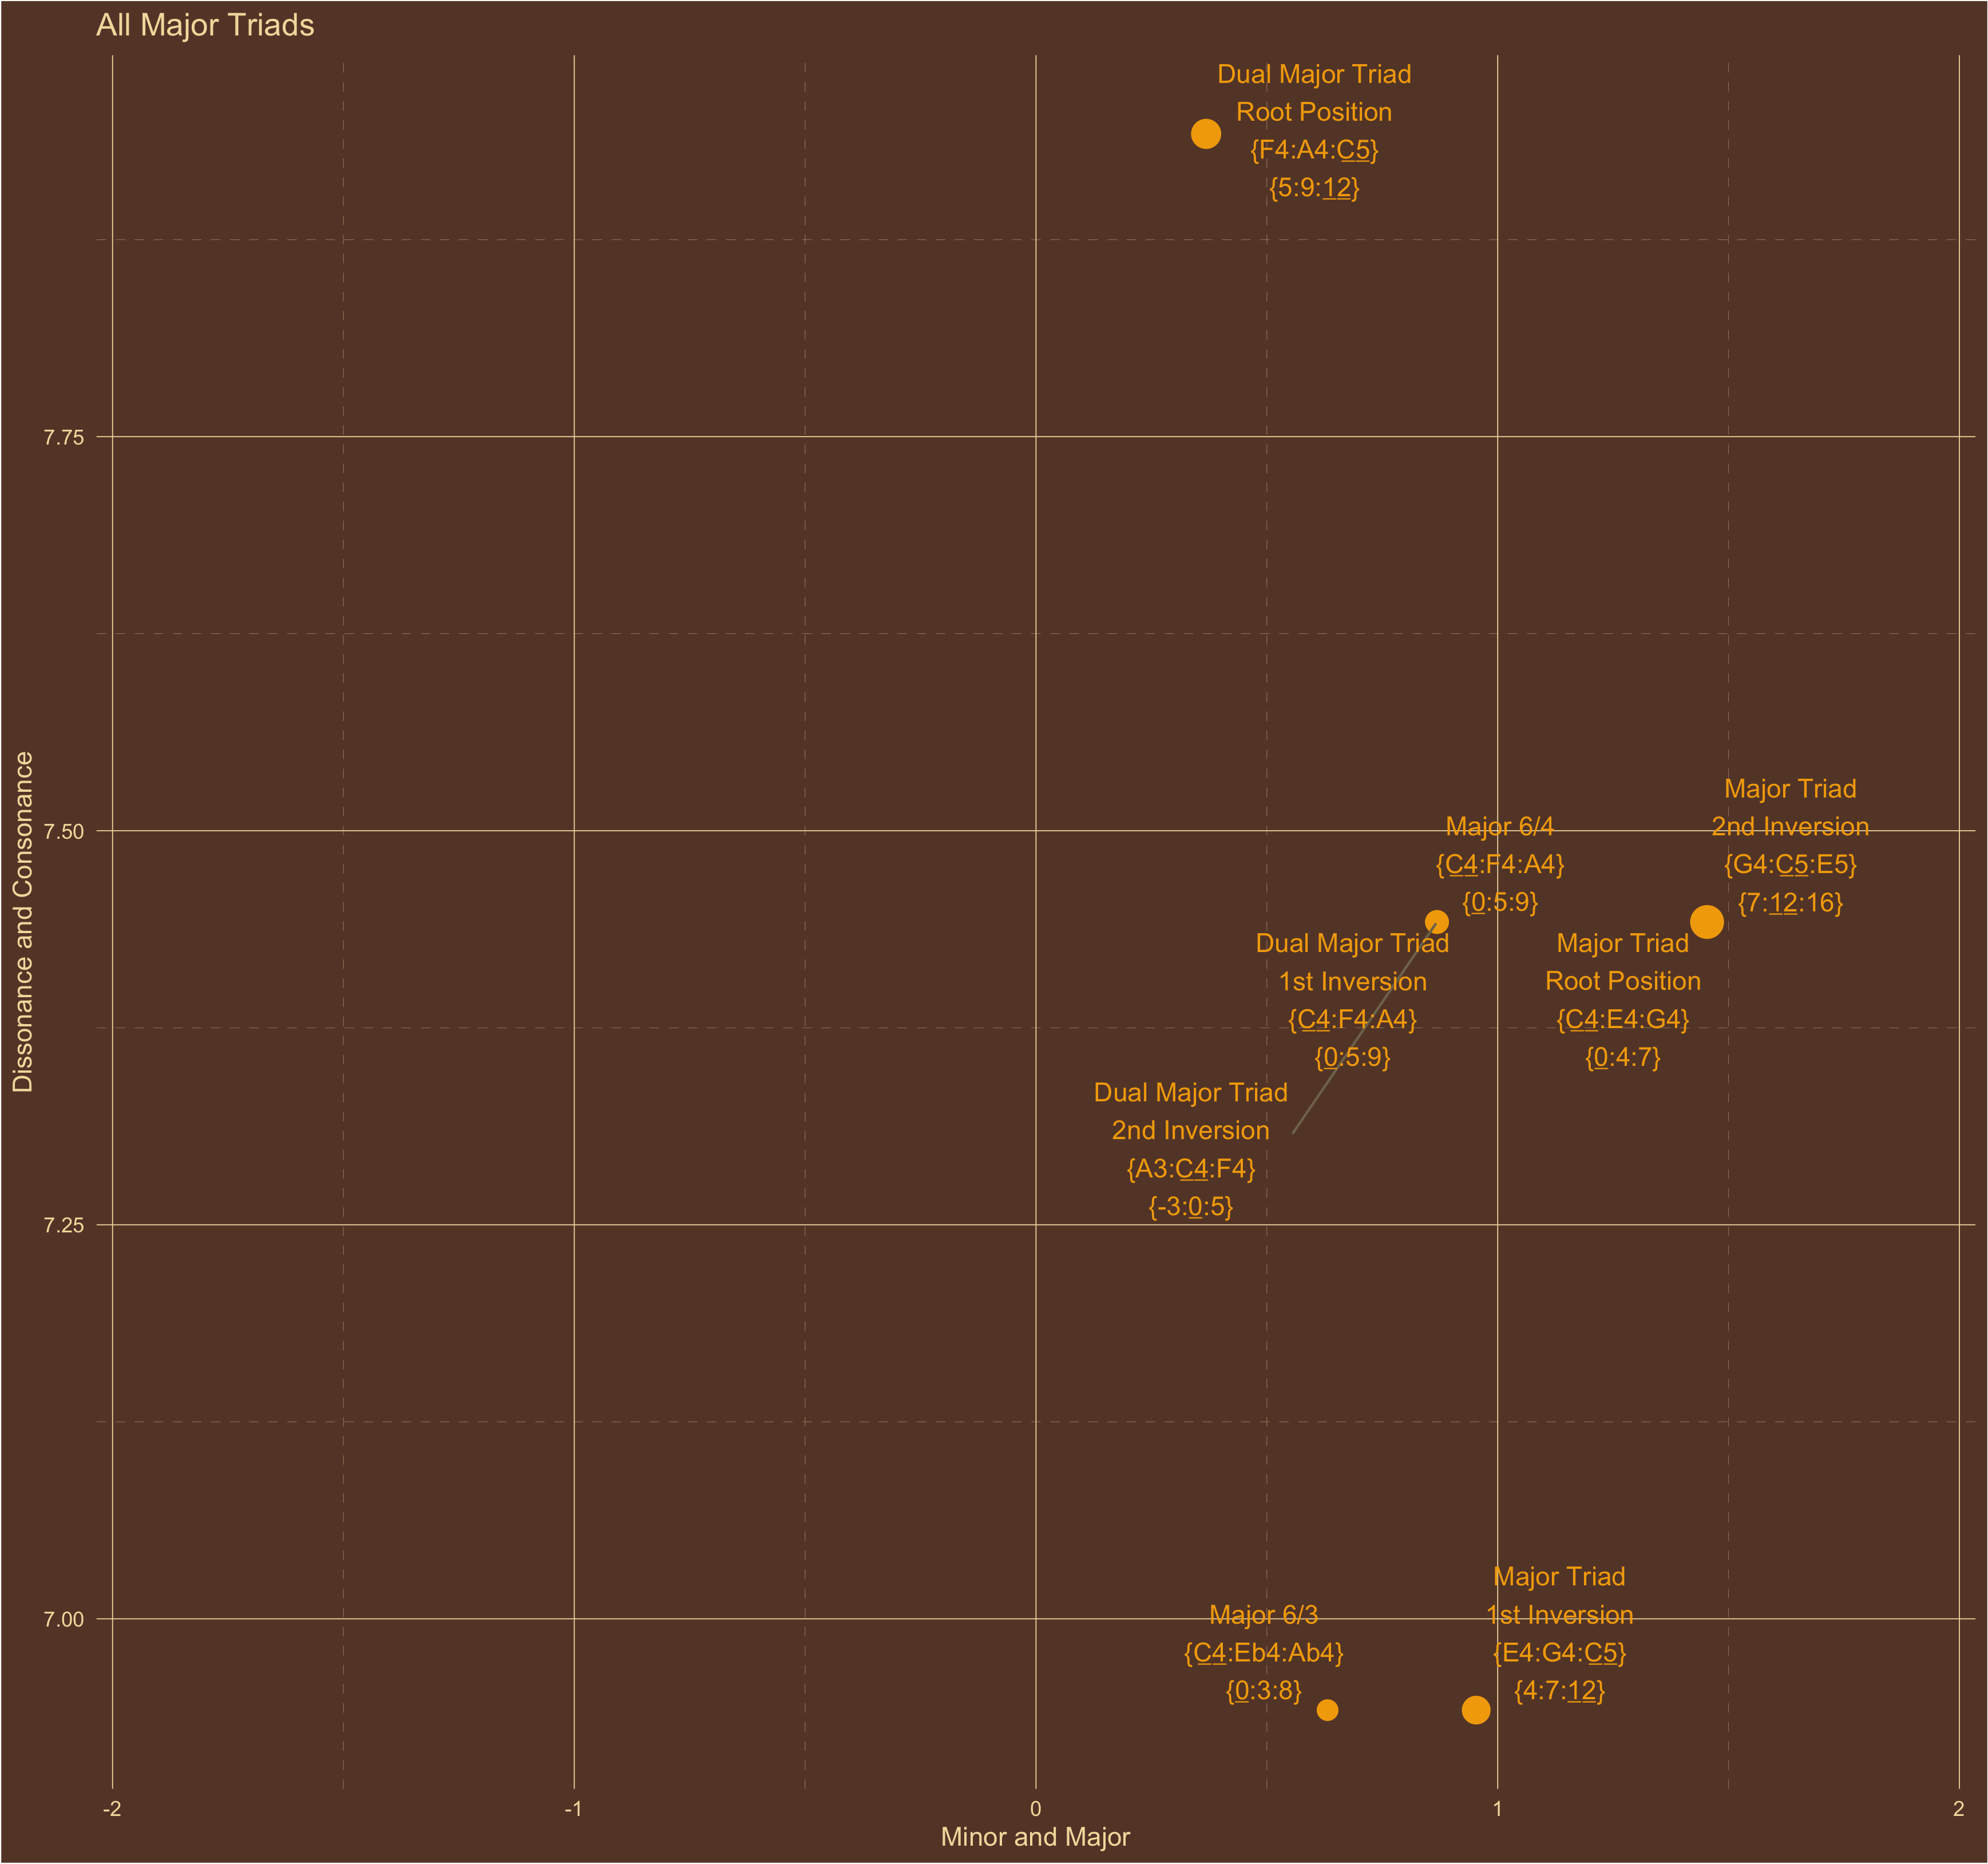 All Major Triads
Dual Major Triad
Root Position
{F4:A4:C5}
{5:9:12}
7.75
Major Triad
2nd Inversion
{G4:C5:E5}
{7:12:16}
7.50
Major 6/4
{C4:F4:A4}
{0:5:9}
Dual Major Triad
1st Inversion
{C4:F4:A4}
{0:5:9}
Major Triad
Root Position
{C4:E4:G4}
{0:4:7}
Dual Major Triad
2nd Inversion
{A3:C4:F4}
{-3:0:5}
7.25
Dissonance and Consonance
Major Triad
1st Inversion
{E4:G4:C5}
{4:7:12}
7.00
Major 6/3
{C4:Eb4:Ab4}
{0:3:8}
-2 -1 0 1 2
Minor and Major